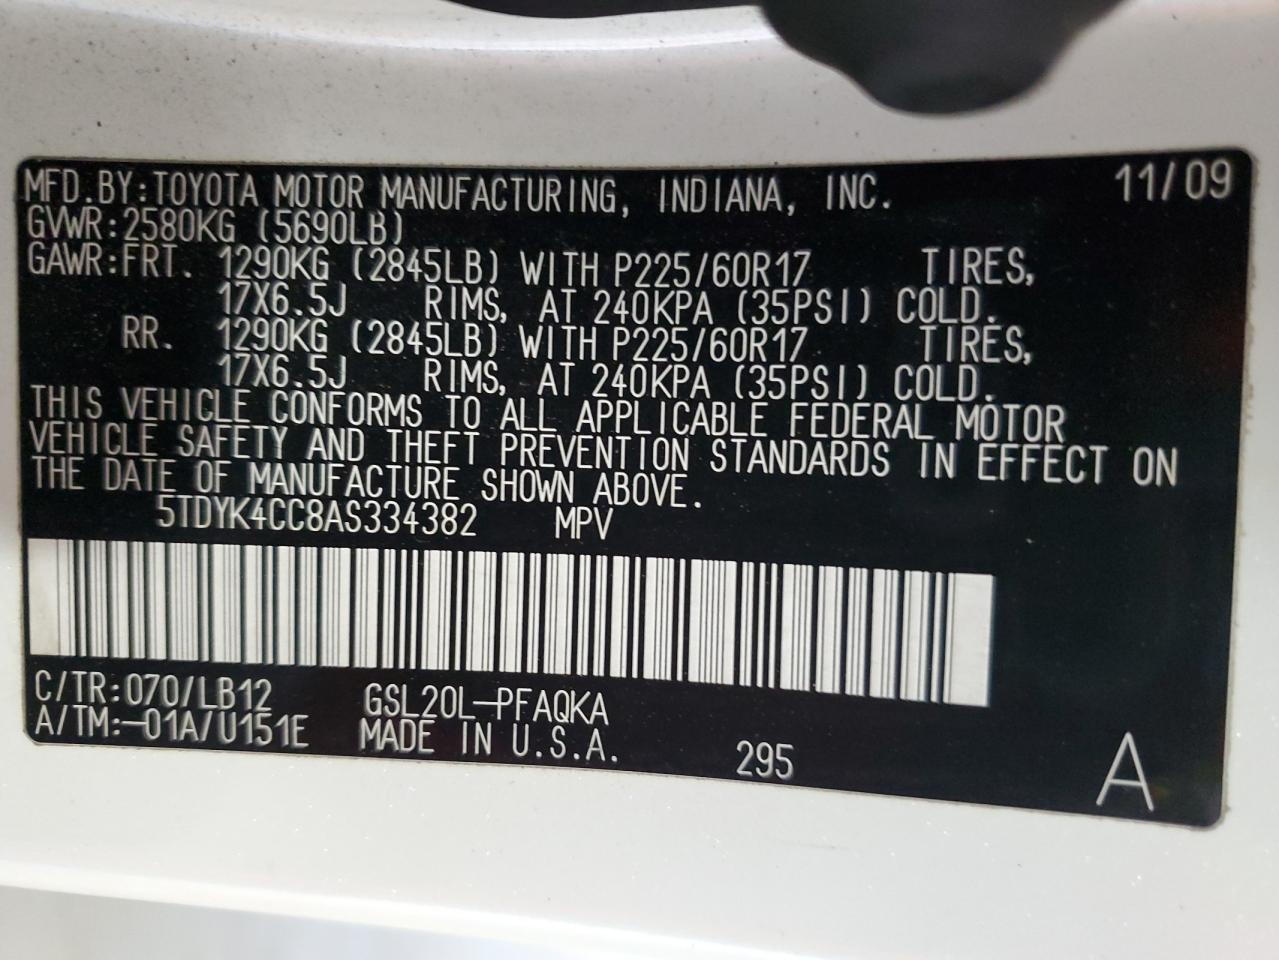 MFD.BY:TOYOTA MOTOR MANUFACTURING, INDIANA, INC. 11/09
GVWR:2580KG (5690LB)
GAWR:FRT. 1290KG (2845LB) WITH P225/60R17 TIRES,
17X6.5J RIMS, AT 240KPA (35PSI) COLD.
RR. 1290KG (2845LB) WITH P225/60R17 TIRES,
17X6.5J RIMS, AT 240KPA (35PSI) COLD.
THIS VEHICLE CONFORMS TO ALL APPLICABLE FEDERAL MOTOR
VEHICLE SAFETY AND THEFT PREVENTION STANDARDS IN EFFECT ON
THE DATE OF MANUFACTURE SHOWN ABOVE.
5TDYK4CC8AS334382 MPV
C/TR:070/LB12 GSL20L-PFAQKA
A/TM:-01A/U151E MADE IN U.S.A. 295 A